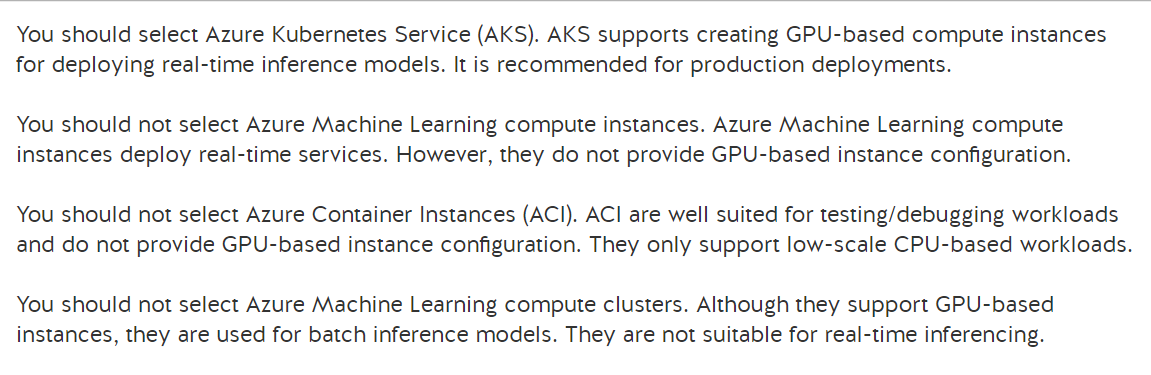 You should select Azure Kubernetes Service (AKS). AKS supports creating GPU-based compute instances
for deploying real-time inference models. It is recommended for production deployments.
You should not select Azure Machine Learning compute instances. Azure Machine Learning compute
instances deploy real-time services. However, they do not provide GPU-based instance configuration.
You should not select Azure Container Instances (ACI). ACI are well suited for testing/debugging workloads
and do not provide GPU-based instance configuration. They only support low-scale CPU-based workloads.
You should not select Azure Machine Learning compute clusters. Although they support GPU-based
instances, they are used for batch inference models. They are not suitable for real-time inferencing.